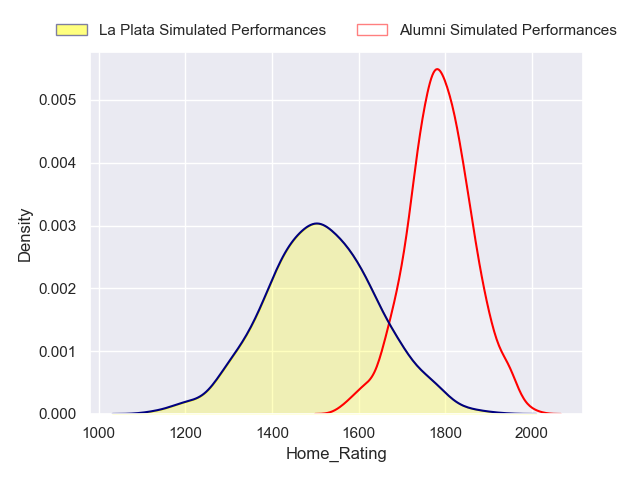 La Plata Simulated Performances
Alumni Simulated Performances
0.005
0.004
0.003
0.002
0.001
0.000
Density
1000 1200 1400 1600 1800 2000
Home_Rating